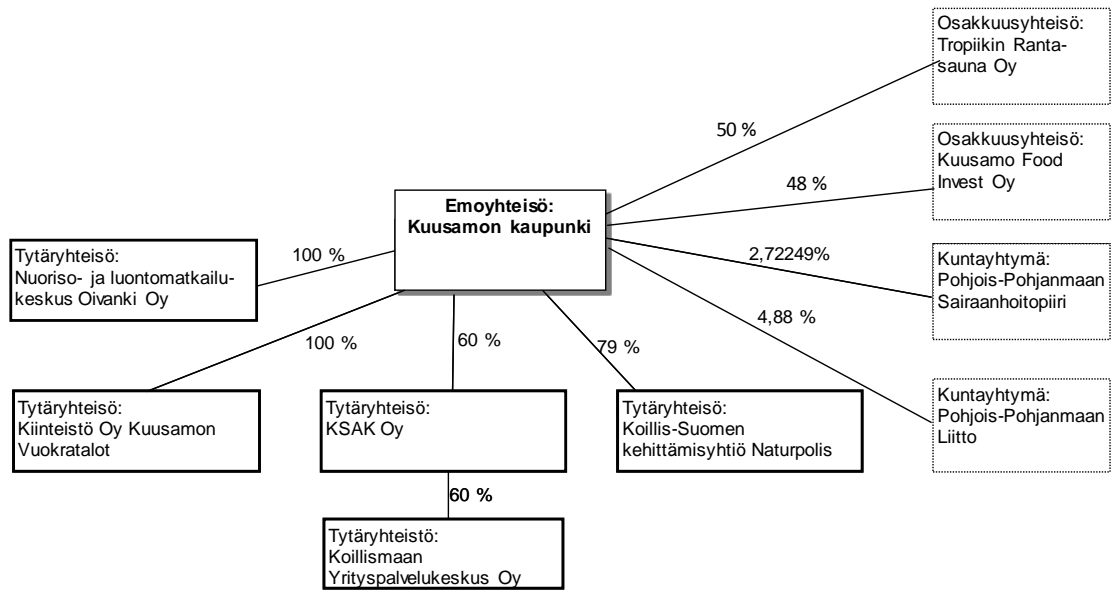 Osakkuusyhteisö:
Tropiikin Ranta-
sauna Oy
50 %
Osakkuusyhteisö:
Kuusamo Food
Invest Oy
48 %
Emoyhteisö:
Kuusamon kaupunki
Tytäryhteisö:
Nuoriso- ja luontomatkailu-
keskus Oivanki Oy
100 %
2,72249%
Kuntayhtymä:
Pohjois-Pohjanmaan
Sairaanhoitopiiri
4,88 %
100 %
60 %
79 %
Kuntayhtymä:
Pohjois-Pohjanmaan
Liitto
Tytäryhteisö:
Kiinteistö Oy Kuusamon
Vuokratalot
Tytäryhteisö:
KSAK Oy
Tytäryhteisö:
Koillis-Suomen
kehittämisyhtiö Naturpolis
60 %
Tytäryhteistö:
Koillismaan
Yrityspalvelukeskus Oy